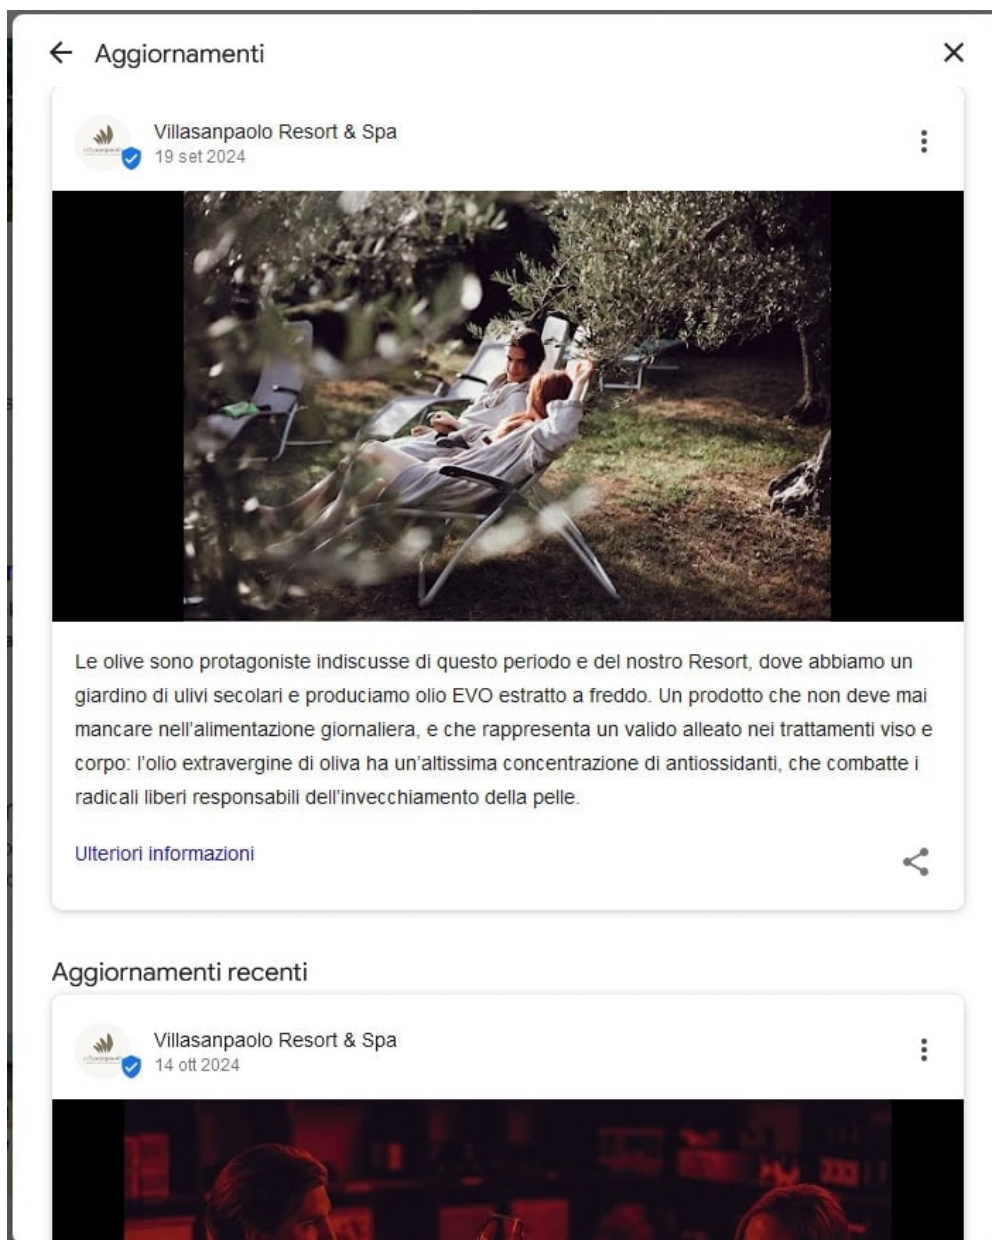 Aggiornamenti
Villasanpaolo Resort & Spa
19 set 2024
Le olive sono protagoniste indiscusse di questo periodo e del nostro Resort, dove abbiamo un
giardino di ulivi secolari e produciamo olio EVO estratto a freddo. Un prodotto che non deve mai
mancare nell'alimentazione giornaliera, e che rappresenta un valido alleato nei trattamenti viso e
corpo: l'olio extravergine di oliva ha un'altissima concentrazione di antiossidanti, che combatte i
radicali liberi responsabili dell'invecchiamento della pelle.
Ulteriori informazioni
Aggiornamenti recenti
Villasanpaolo Resort & Spa
14 ott 2024